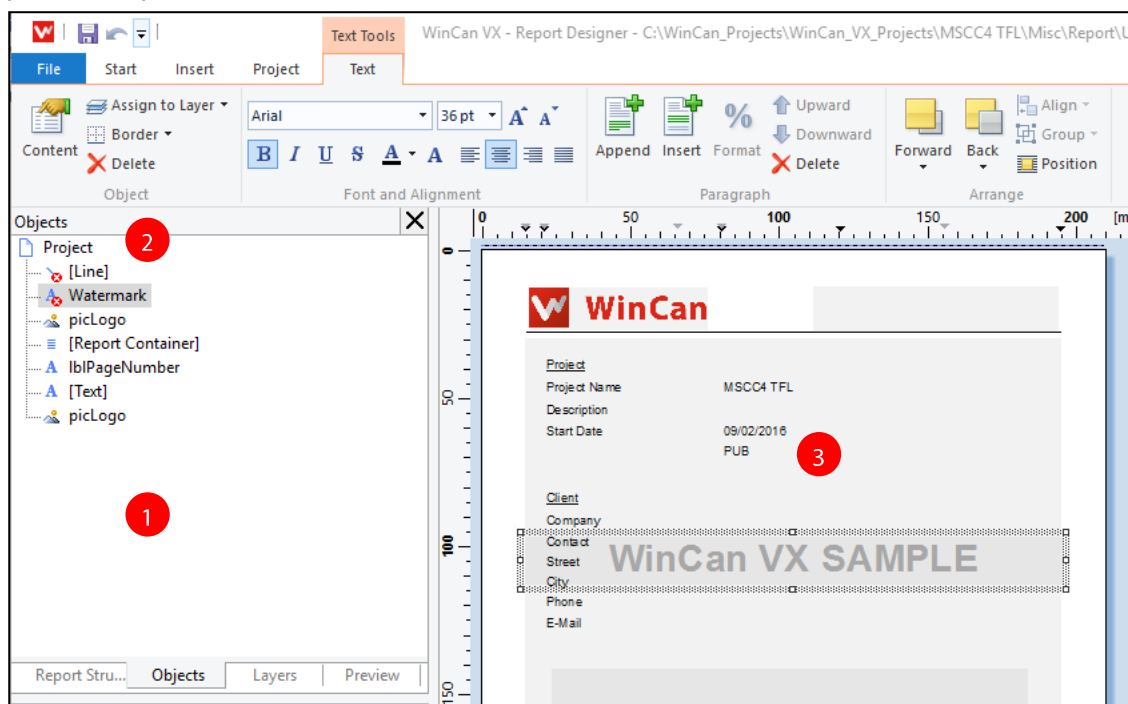 Text Tools
WinCan VX - Report Designer - C:\WinCan_Projects\WinCan_VX_Projects\MSCC4 TFL\Misc\Report\U
File Start Insert Project Text
Content
Assign to Layer
Border
Delete
Object
Arial 36 pt A A
B I U S A A
Font and Alignment
Append Insert Format
Upward
Downward
Delete
Paragraph
Forward Back
Align
Group
Position
Arrange
Objects
0 50 100 150 200 [m
Project
2
[Line]
Watermark
picLogo
[Report Container]
lblPageNumber
[Text]
picLogo
1
Report Stru... Objects Layers Preview
0
50
100
150
WinCan
Project
Project Name MSCC4 TFL
Description
Start Date 09/02/2016
PUB
3
Client
Company
Contact
Street
City
Phone
E-Mail
WinCan VX SAMPLE